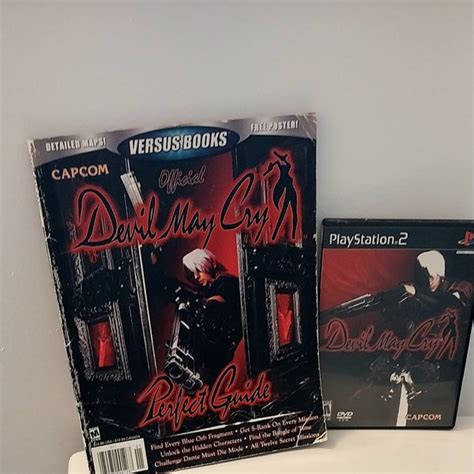 DETAILED MAPS!
VERSUS BOOKS
FREE POSTER!
CAPCOM
Official
Devil May Cry
Perfect Guide
Find Every Blue Orb Fragment • Get S-Rank On Every Mission
Unlock the Hidden Characters • Find the Bangle of Time
Challenge Dante Must Die Mode • All Twelve Secret Missions
PlayStation.2
Devil May Cry
DVD
CAPCOM